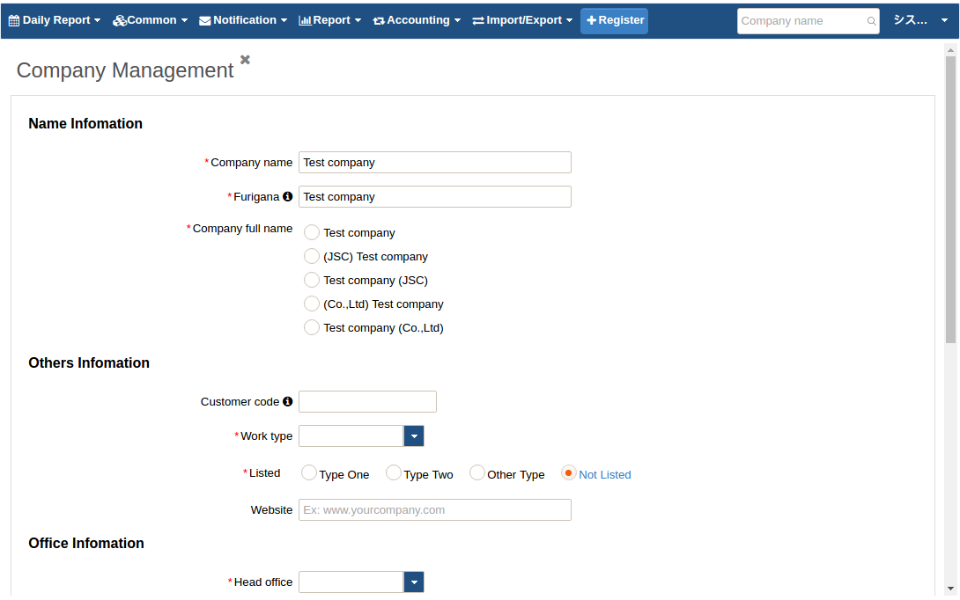 Daily Report Common Notification Report Accounting Import/Export Register Company name シス...
Company Management
Name Infomation
*Company name Test company
*Furigana Test company
*Company full name Test company
(JSC) Test company
Test company (JSC)
(Co.,Ltd) Test company
Test company (Co.,Ltd)
Others Infomation
Customer code
*Work type
*Listed Type One Type Two Other Type Not Listed
Website Ex: www.yourcompany.com
Office Infomation
*Head office